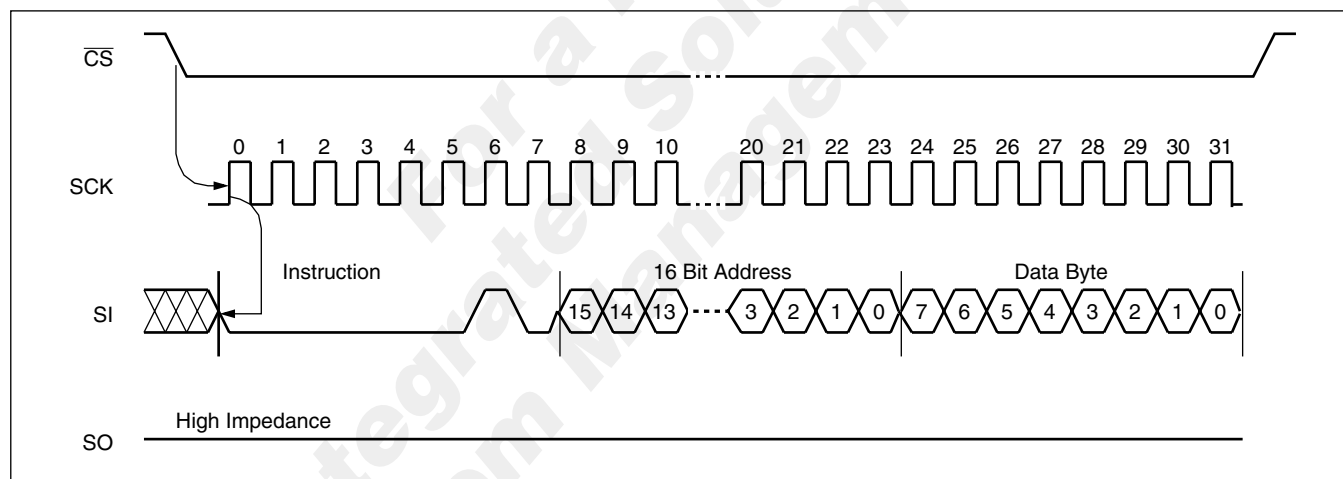 CS
0 1 2 3 4 5 6 7 8 9 10 20 21 22 23 24 25 26 27 28 29 30 31
SCK
Instruction 16 Bit Address Data Byte
SI 15 14 13 3 2 1 0 7 6 5 4 3 2 1 0
High Impedance
SO